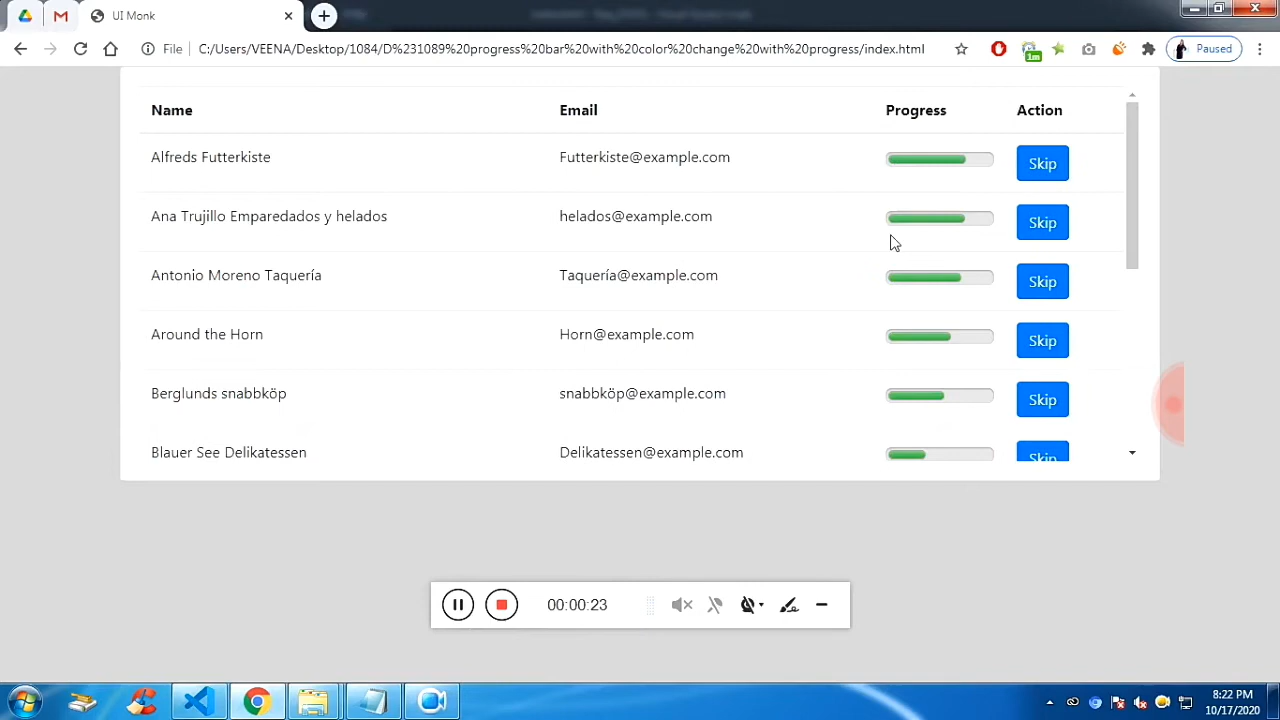 UI Monk
File C:/Users/VEENA/Desktop/1084/D%231089%20progress%20bar%20with%20color%20change%20with%20progress/index.html
1m
Paused
Name Email Progress Action
Alfreds Futterkiste Futterkiste@example.com Skip
Ana Trujillo Emparedados y helados helados@example.com Skip
Antonio Moreno Taquería Taquería@example.com Skip
Around the Horn Horn@example.com Skip
Berglunds snabbköp snabbköp@example.com Skip
Blauer See Delikatessen Delikatessen@example.com Skip
00:00:23
8:22 PM
10/17/2020